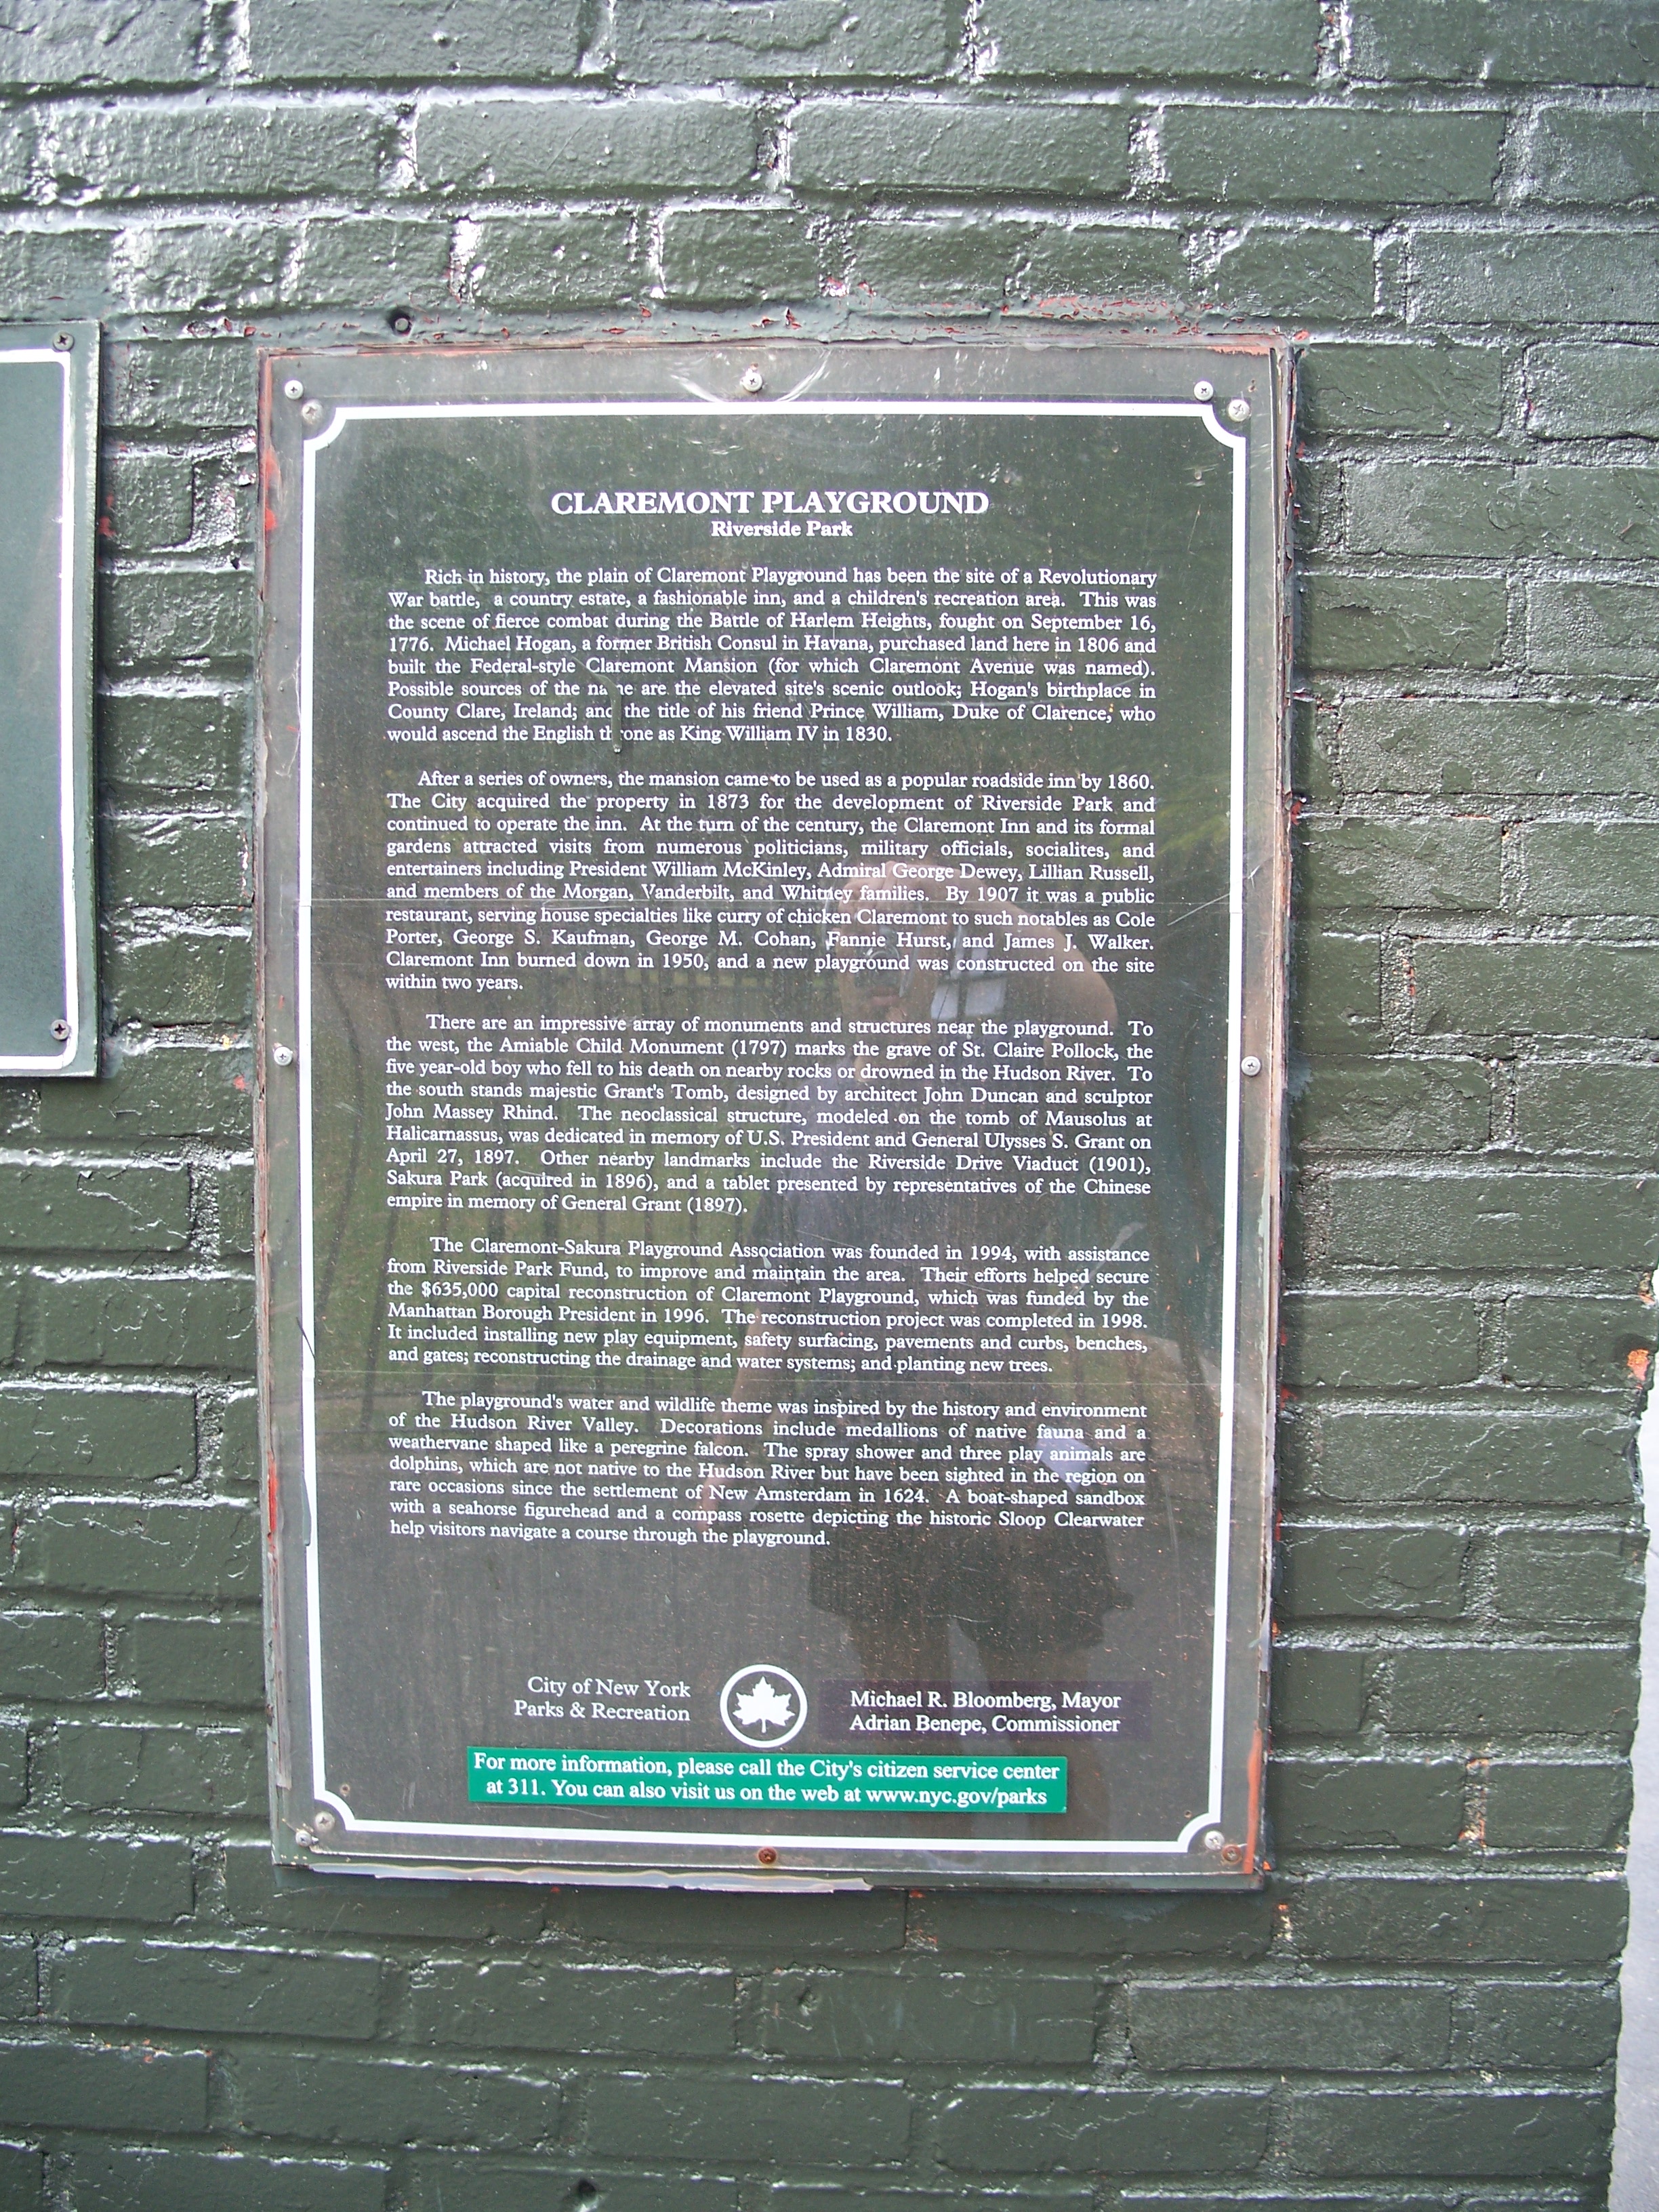 CLAREMONT PLAYGROUND
Riverside Park
Rich in history, the plain of Claremont Playground has been the site of a Revolutionary
War battle, a country estate, a fashionable inn, and a children's recreation area. This was
the scene of fierce combat during the Battle of Harlem Heights, fought on September 16,
1776. Michael Hogan, a former British Consul in Havana, purchased land here in 1806 and
built the Federal-style Claremont Mansion (for which Claremont Avenue was named).
Possible sources of the name are the elevated site's scenic outlook; Hogan's birthplace in
County Clare, Ireland; and the title of his friend Prince William, Duke of Clarence, who
would ascend the English throne as King William IV in 1830.
After a series of owners, the mansion came to be used as a popular roadside inn by 1860.
The City acquired the property in 1873 for the development of Riverside Park and
continued to operate the inn. At the turn of the century, the Claremont Inn and its formal
gardens attracted visits from numerous politicians, military officials, socialites, and
entertainers including President William McKinley, Admiral George Dewey, Lillian Russell,
and members of the Morgan, Vanderbilt, and Whitney families. By 1907 it was a public
restaurant, serving house specialties like curry of chicken Claremont to such notables as Cole
Porter, George S. Kaufman, George M. Cohan, Fannie Hurst, and James J. Walker.
Claremont Inn burned down in 1950, and a new playground was constructed on the site
within two years.
There are an impressive array of monuments and structures near the playground. To
the west, the Amiable Child Monument (1797) marks the grave of St. Claire Pollock, the
five year-old boy who fell to his death on nearby rocks or drowned in the Hudson River. To
the south stands majestic Grant's Tomb, designed by architect John Duncan and sculptor
John Massey Rhind. The neoclassical structure, modeled on the tomb of Mausolus at
Halicarnassus, was dedicated in memory of U.S. President and General Ulysses S. Grant on
April 27, 1897. Other nearby landmarks include the Riverside Drive Viaduct (1901),
Sakura Park (acquired in 1896), and a tablet presented by representatives of the Chinese
empire in memory of General Grant (1897).
The Claremont-Sakura Playground Association was founded in 1994, with assistance
from Riverside Park Fund, to improve and maintain the area. Their efforts helped secure
the $635,000 capital reconstruction of Claremont Playground, which was funded by the
Manhattan Borough President in 1996. The reconstruction project was completed in 1998.
It included installing new play equipment, safety surfacing, pavements and curbs, benches,
and gates; reconstructing the drainage and water systems; and planting new trees.
The playground's water and wildlife theme was inspired by the history and environment
of the Hudson River Valley. Decorations include medallions of native fauna and a
weathervane shaped like a peregrine falcon. The spray shower and three play animals are
dolphins, which are not native to the Hudson River but have been sighted in the region on
rare occasions since the settlement of New Amsterdam in 1624. A boat-shaped sandbox
with a seahorse figurehead and a compass rosette depicting the historic Sloop Clearwater
help visitors navigate a course through the playground.
City of New York
Parks & Recreation
Michael R. Bloomberg, Mayor
Adrian Benepe, Commissioner
For more information, please call the City's citizen service center
at 311. You can also visit us on the web at www.nyc.gov/parks